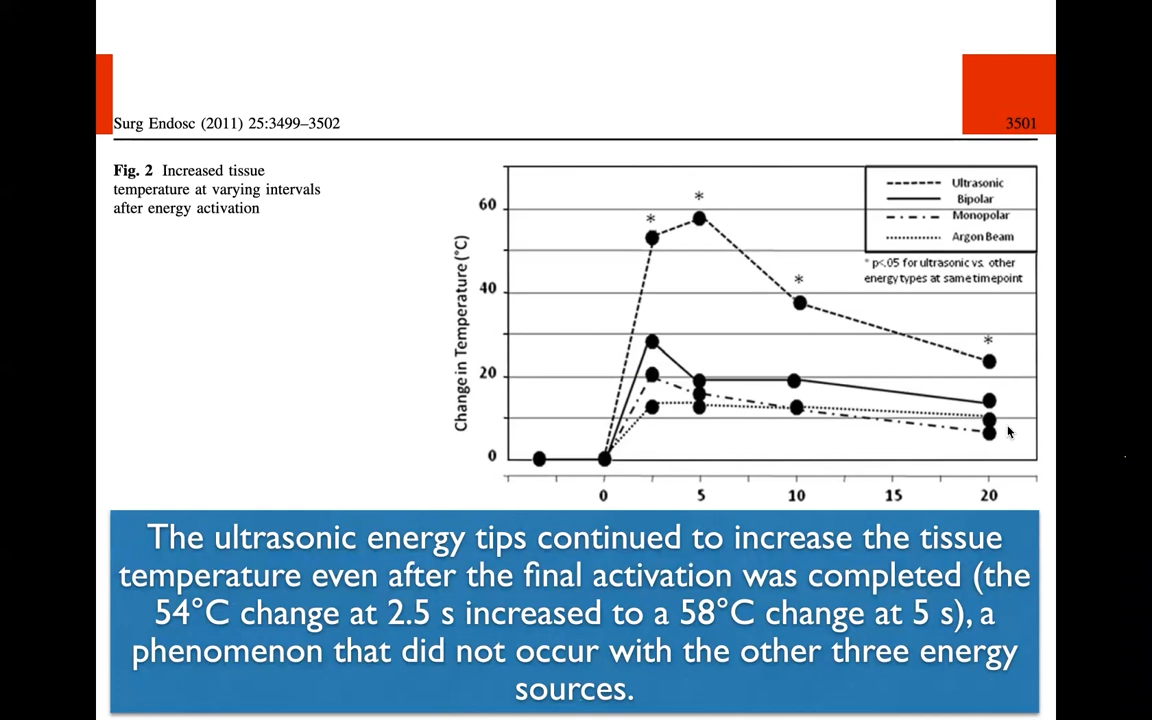 Surg Endosc (2011) 25:3499–3502
3501
Fig. 2 Increased tissue
temperature at varying intervals
after energy activation
Change in Temperature (°C)
60
40
20
0
*
*
*
*
Ultrasonic
Bipolar
Monopolar
Argon Beam
* p<.05 for ultrasonic vs. other
energy types at same timepoint
0 5 10 15 20
The ultrasonic energy tips continued to increase the tissue
temperature even after the final activation was completed (the
54°C change at 2.5 s increased to a 58°C change at 5 s), a
phenomenon that did not occur with the other three energy
sources.